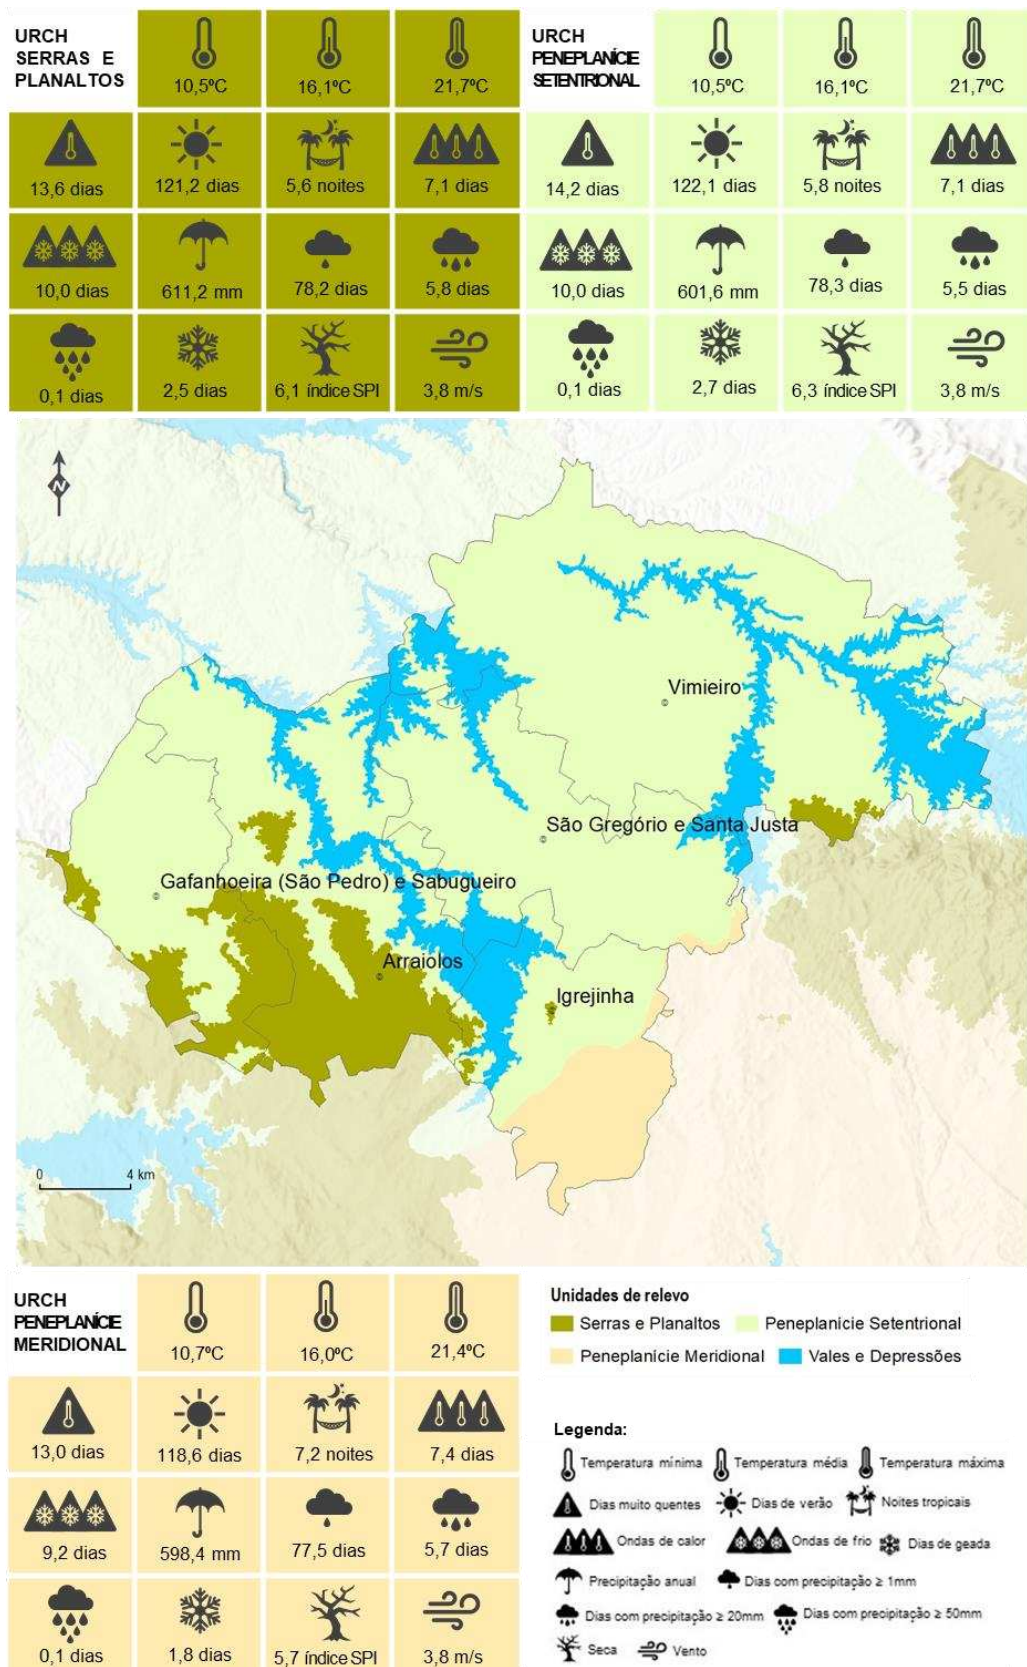 URCH
SERRAS E
PLANALTOS
10,5ºC
16,1ºC
21,7ºC
13,6 dias
121,2 dias
5,6 noites
7,1 dias
10,0 dias
611,2 mm
78,2 dias
5,8 dias
0,1 dias
2,5 dias
6,1 índice SPI
3,8 m/s
URCH
PENEPLANÍCIE
SETENTRIONAL
10,5ºC
16,1ºC
21,7ºC
14,2 dias
122,1 dias
5,8 noites
7,1 dias
10,0 dias
601,6 mm
78,3 dias
5,5 dias
0,1 dias
2,7 dias
6,3 índice SPI
3,8 m/s
N
Vimieiro
São Gregório e Santa Justa
Gafanhoeira (São Pedro) e Sabugueiro
Arraiolos
Igrejinha
0 4 km
URCH
PENEPLANÍCIE
MERIDIONAL
10,7ºC
16,0ºC
21,4ºC
13,0 dias
118,6 dias
7,2 noites
7,4 dias
9,2 dias
598,4 mm
77,5 dias
5,7 dias
0,1 dias
1,8 dias
5,7 índice SPI
3,8 m/s
Unidades de relevo
Serras e Planaltos Peneplanície Setentrional
Peneplanície Meridional Vales e Depressões
Legenda:
Temperatura mínima Temperatura média Temperatura máxima
Dias muito quentes Dias de verão Noites tropicais
Ondas de calor Ondas de frio Dias de geada
Precipitação anual Dias com precipitação ≥ 1mm
Dias com precipitação ≥ 20mm Dias com precipitação ≥ 50mm
Seca Vento